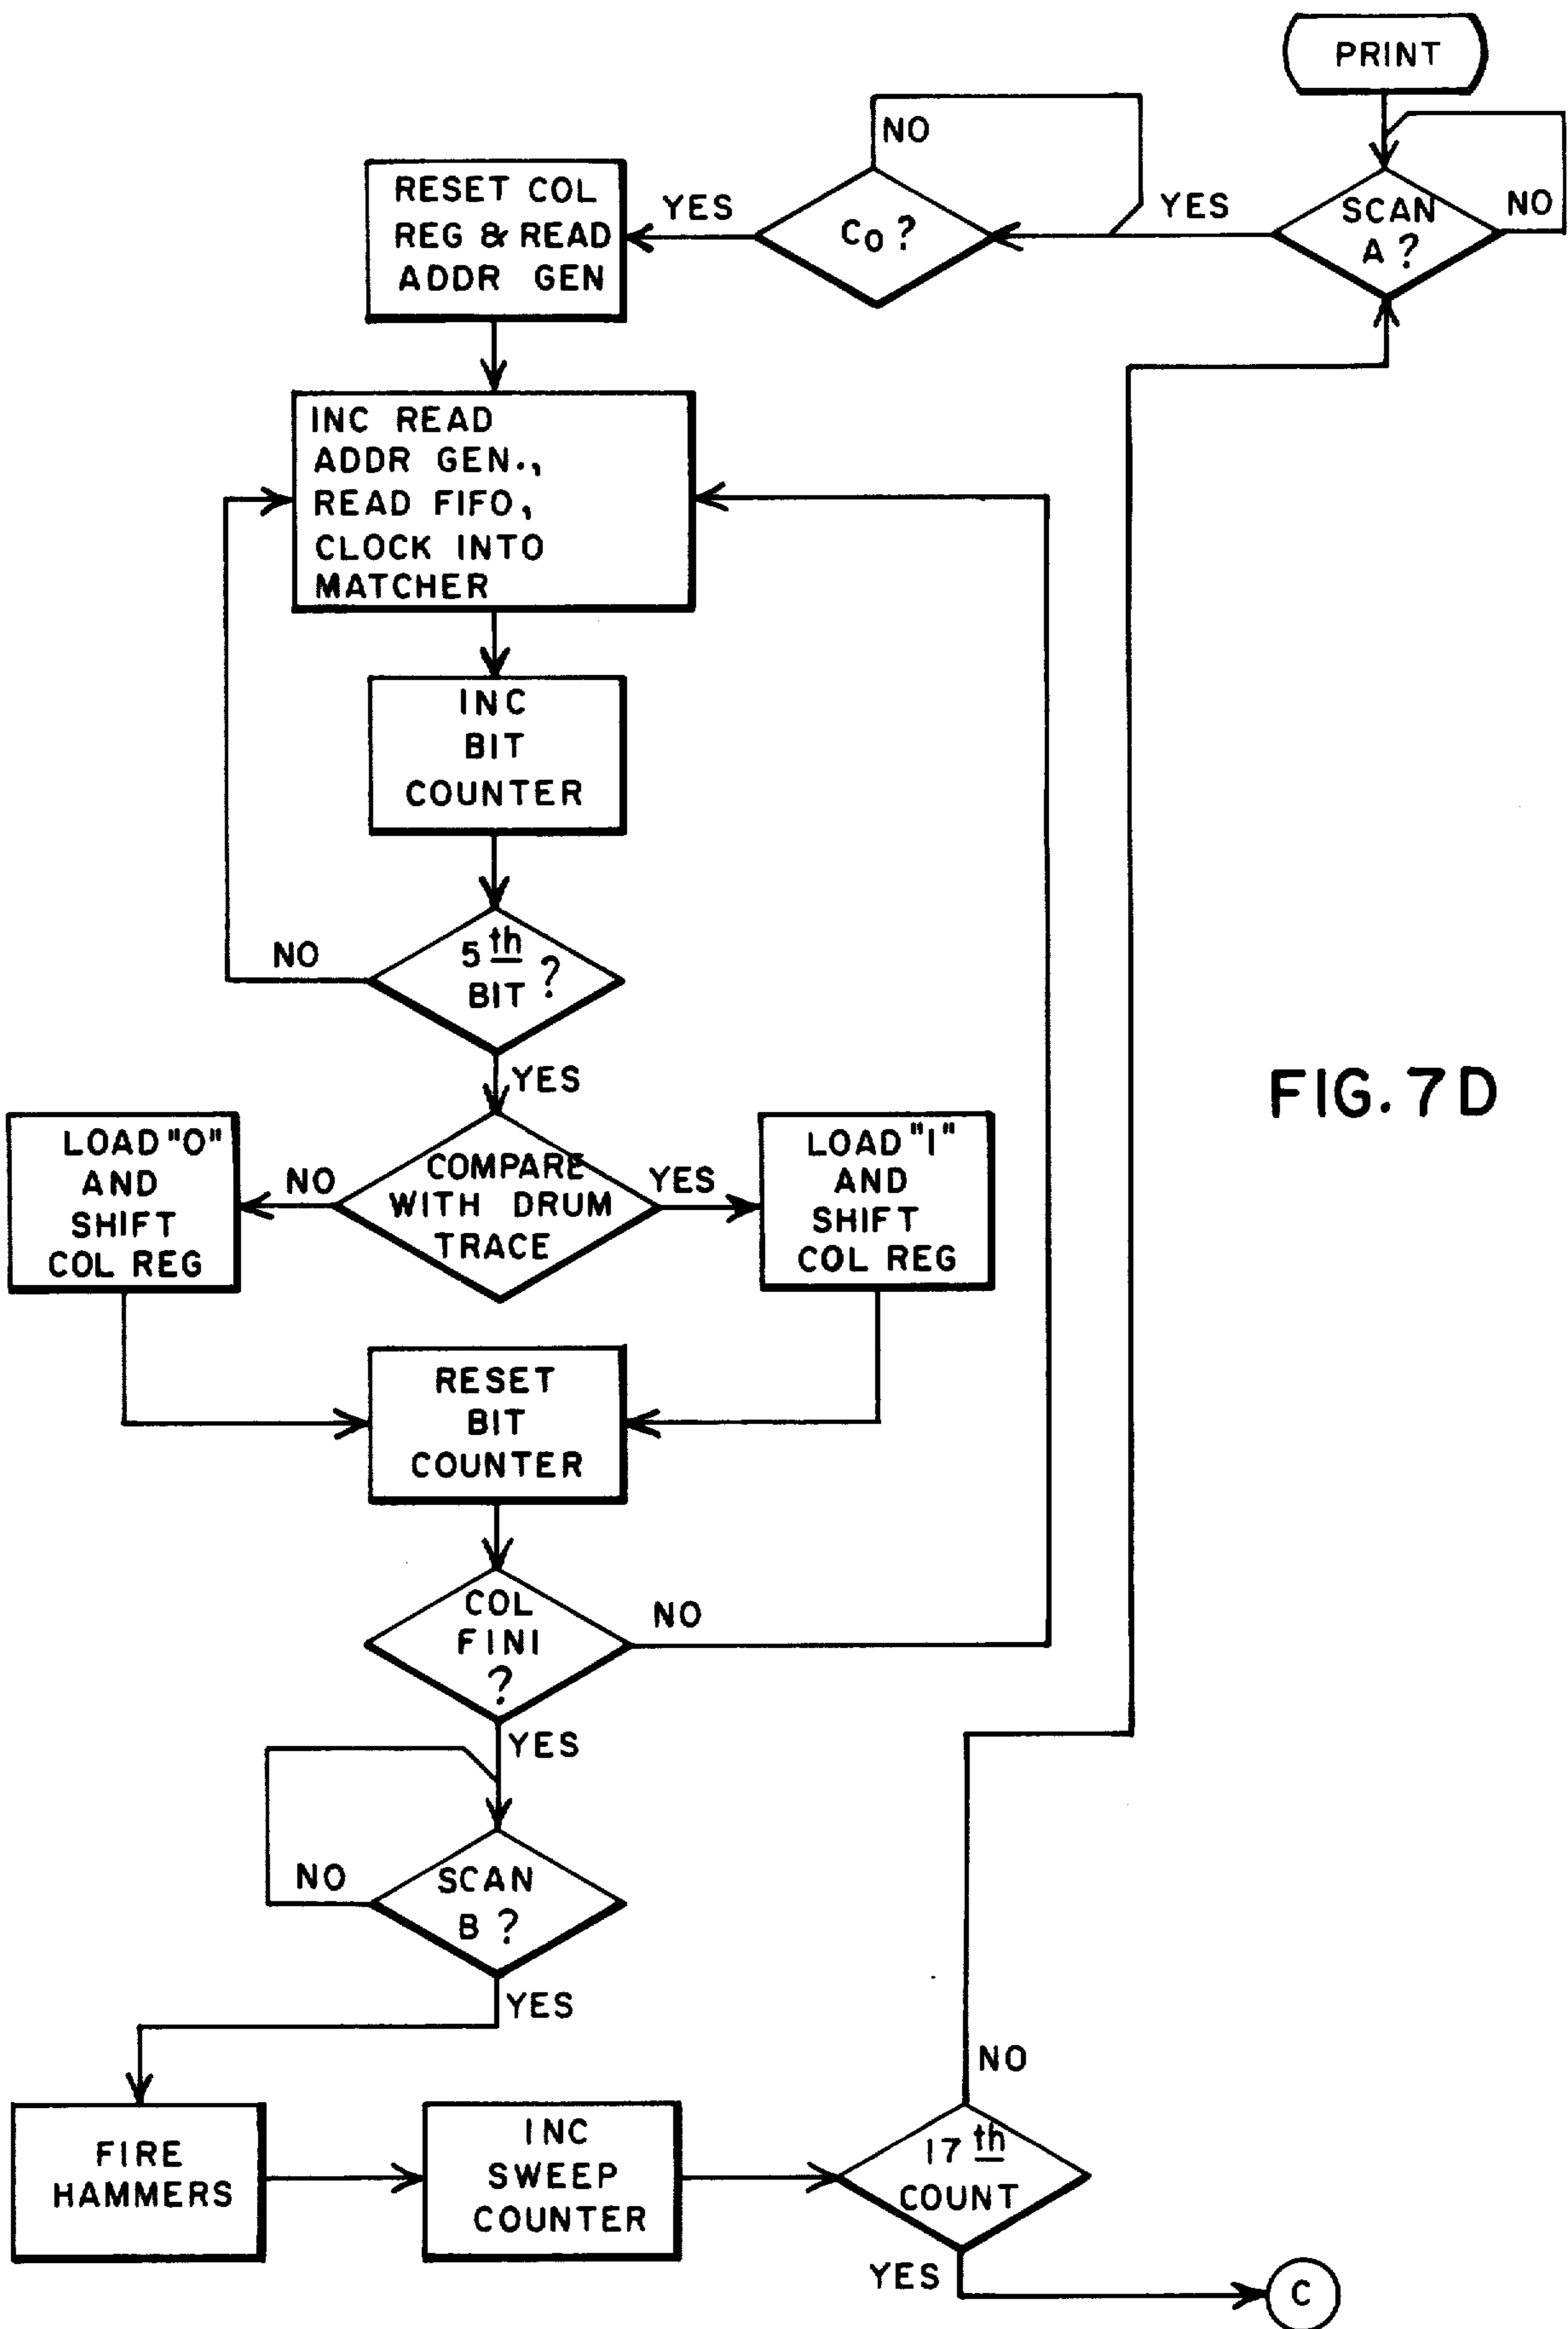 PRINT
SCAN
A ?
NO
YES
C0 ?
NO
YES
RESET COL
REG & READ
ADDR GEN
INC READ
ADDR GEN.,
READ FIFO,
CLOCK INTO
MATCHER
INC
BIT
COUNTER
5 th
BIT ?
NO
YES
COMPARE
WITH DRUM
TRACE
NO
YES
LOAD "0"
AND
SHIFT
COL REG
LOAD "1"
AND
SHIFT
COL REG
FIG. 7D
RESET
BIT
COUNTER
COL
FINI
?
NO
YES
SCAN
B ?
NO
YES
FIRE
HAMMERS
INC
SWEEP
COUNTER
17 th
COUNT
NO
YES
C